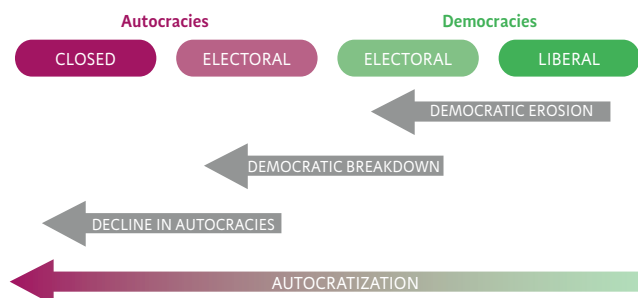 Autocracies Democracies
CLOSED ELECTORAL ELECTORAL LIBERAL
DEMOCRATIC EROSION
DEMOCRATIC BREAKDOWN
DECLINE IN AUTOCRACIES
AUTOCRATIZATION